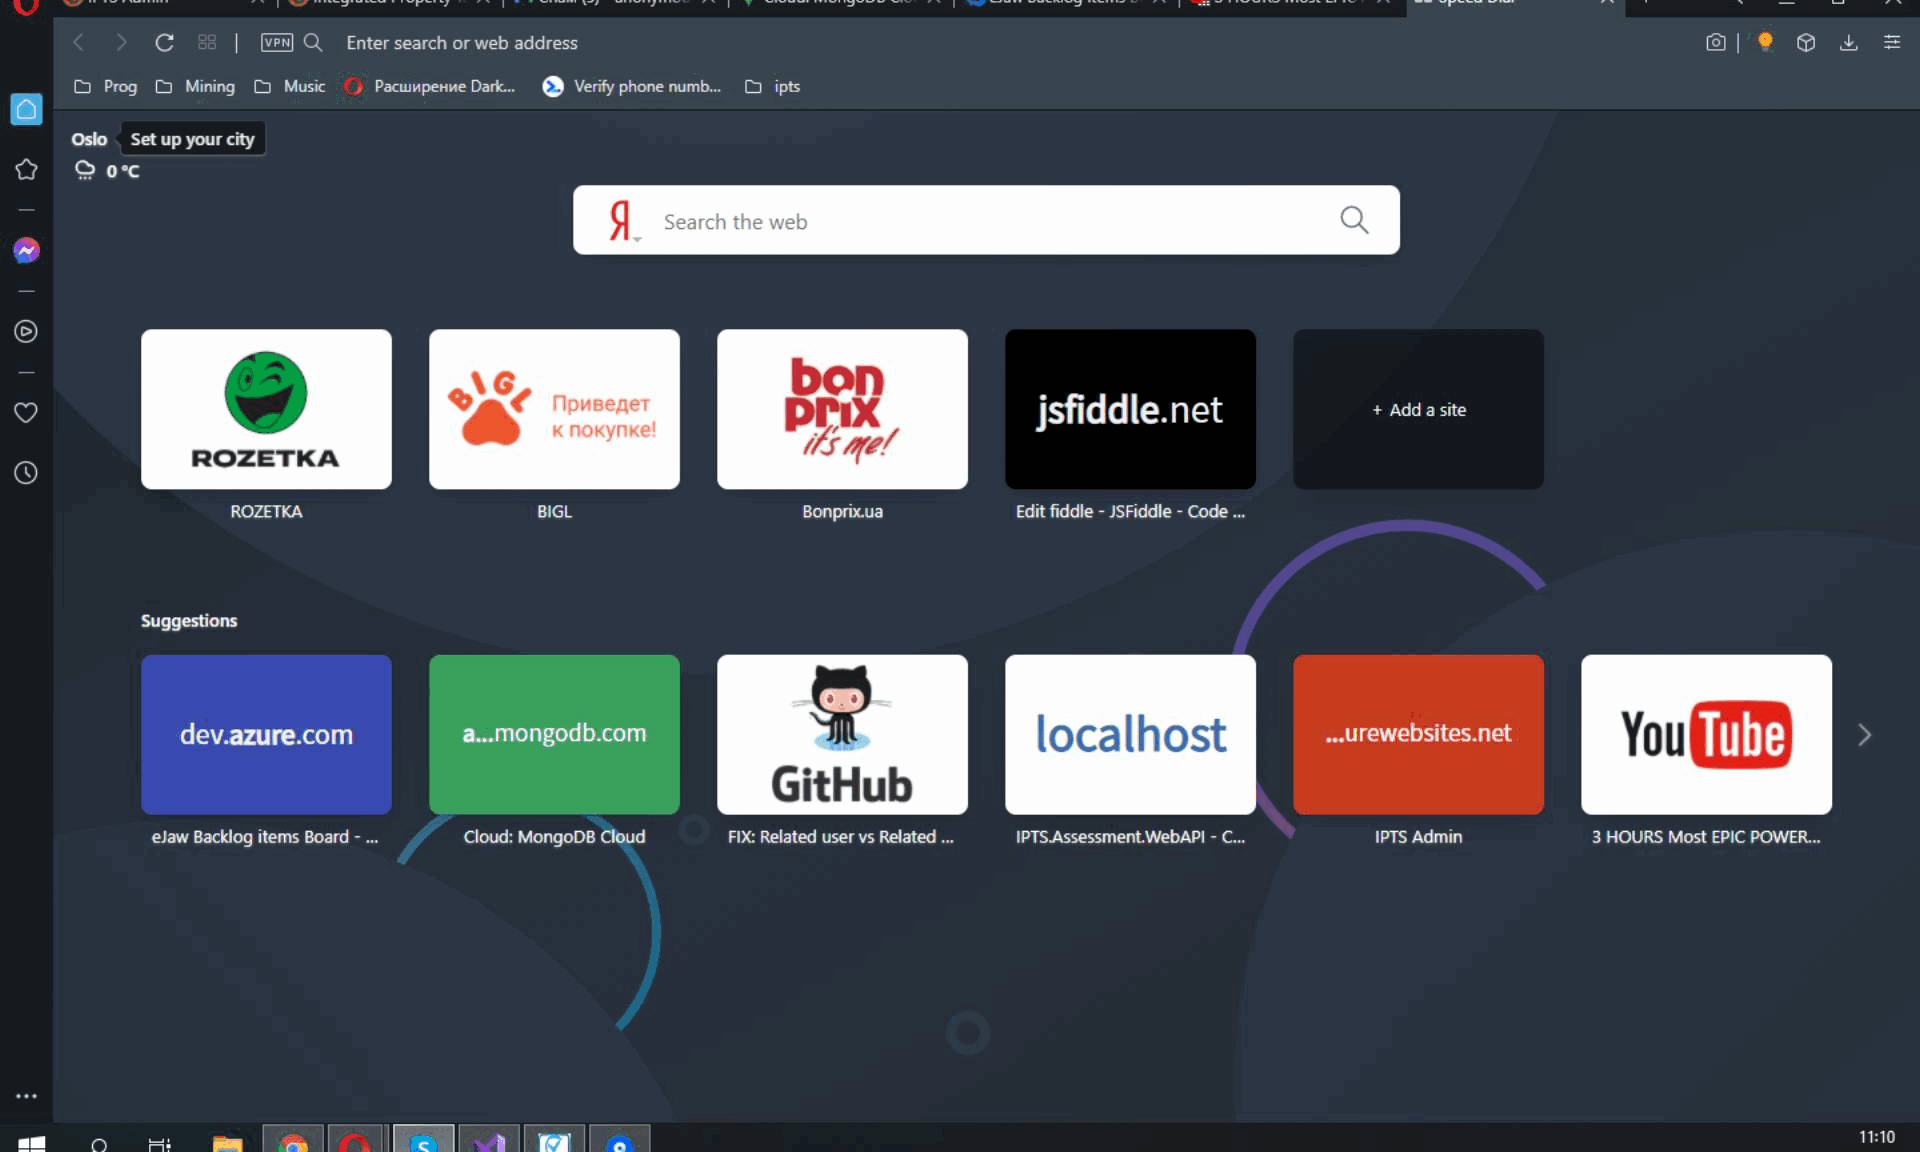 VPN
Enter search or web address
Prog
Mining
Music
Расширение Dark...
Verify phone numb...
ipts
Oslo
Set up your city
0 °C
Я
Search the web
ROZETKA
BIGL
Приведет
к покупке!
bon
prix
it's me!
jsfiddle.net
+ Add a site
ROZETKA
BIGL
Bonprix.ua
Edit fiddle - JSFiddle - Code ...
Suggestions
dev.azure.com
a...mongodb.com
GitHub
localhost
...urewebsites.net
YouTube
eJaw Backlog items Board - ...
Cloud: MongoDB Cloud
FIX: Related user vs Related ...
IPTS.Assessment.WebAPI - C...
IPTS Admin
3 HOURS Most EPIC POWER...
11:10